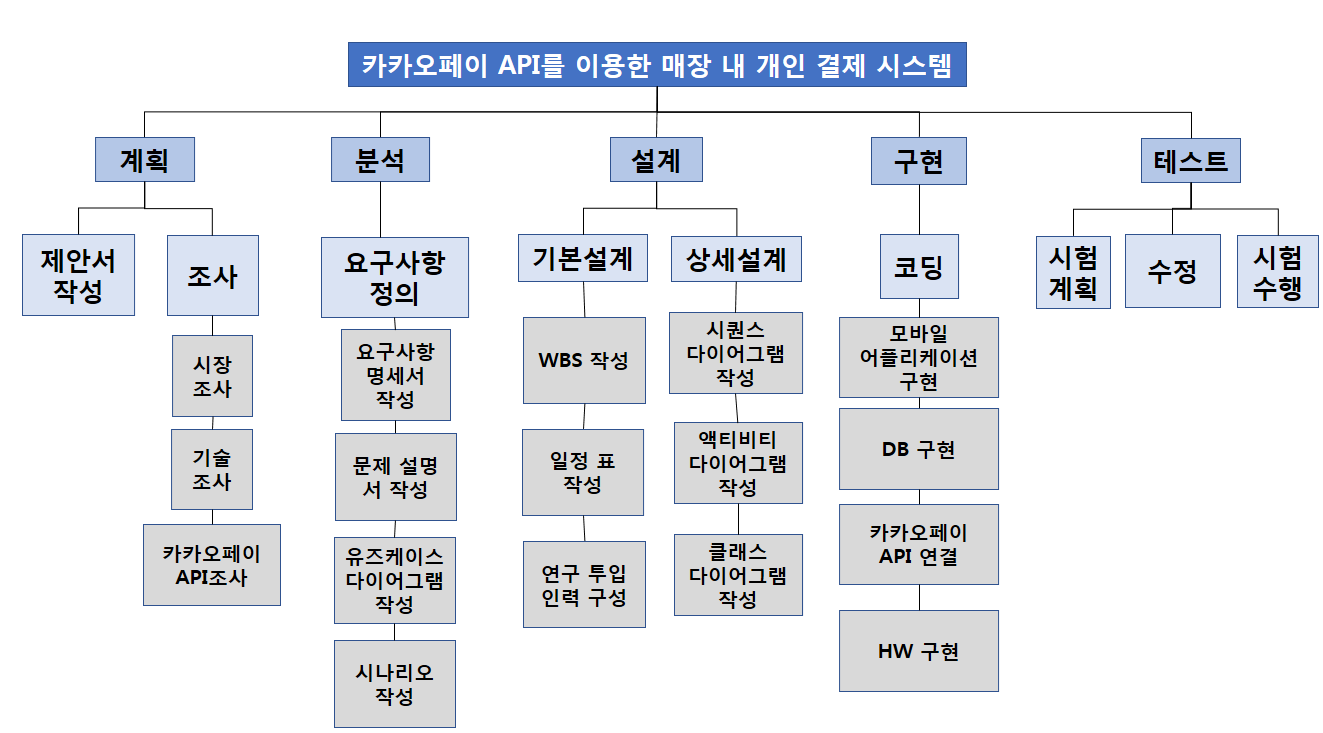 카카오페이 API를 이용한 매장 내 개인 결제 시스템
계획
분석
설계
구현
테스트
제안서
작성
조사
요구사항
정의
기본설계
상세설계
코딩
시험
계획
수정
시험
수행
시장
조사
기술
조사
카카오페이
API조사
요구사항
명세서
작성
문제 설명
서 작성
유즈케이스
다이어그램
작성
시나리오
작성
WBS 작성
일정 표
작성
연구 투입
인력 구성
시퀀스
다이어그램
작성
액티비티
다이어그램
작성
클래스
다이어그램
작성
모바일
어플리케이션
구현
DB 구현
카카오페이
API 연결
HW 구현